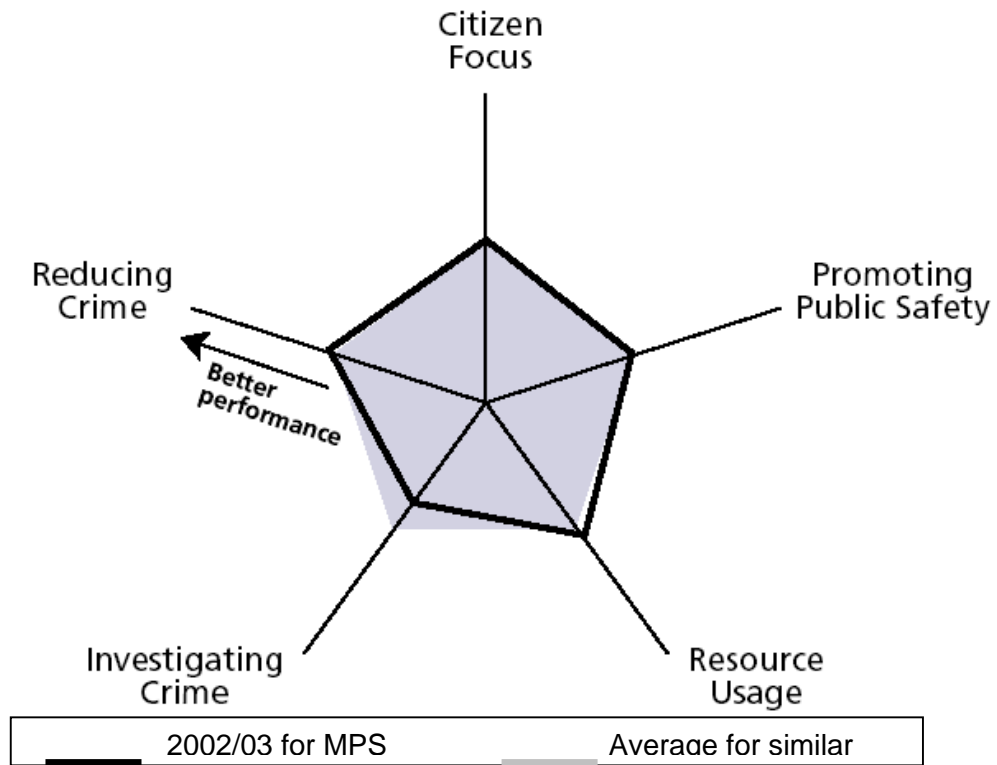 Citizen
Focus
Reducing
Crime
Promoting
Public Safety
Better
performance
Investigating
Crime
Resource
Usage
2002/03 for MPS
Average for similar